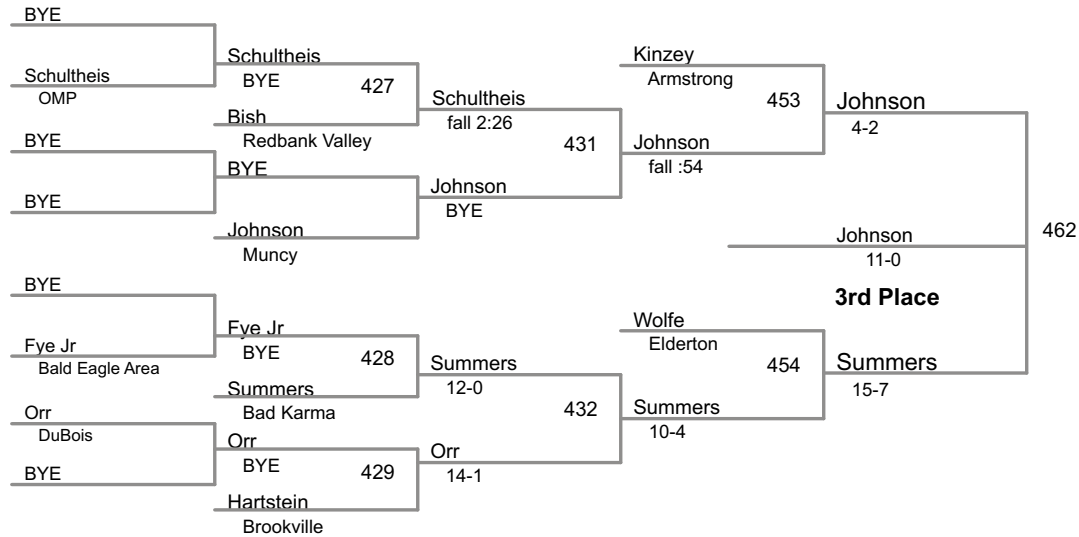 BYE
Schultheis
OMP
BYE
BYE
BYE
Fye Jr
Bald Eagle Area
Orr
DuBois
BYE
Schultheis
BYE
427
Bish
Redbank Valley
BYE
Johnson
Muncy
Fye Jr
BYE
428
Summers
Bad Karma
Orr
BYE
429
Hartstein
Brookville
Schultheis
fall 2:26
431
Johnson
BYE
Summers
12-0
432
Orr
14-1
Kinzey
Armstrong
453
Johnson
fall :54
Wolfe
Elderton
454
Summers
10-4
Johnson
4-2
462
Johnson
11-0
3rd Place
Summers
15-7